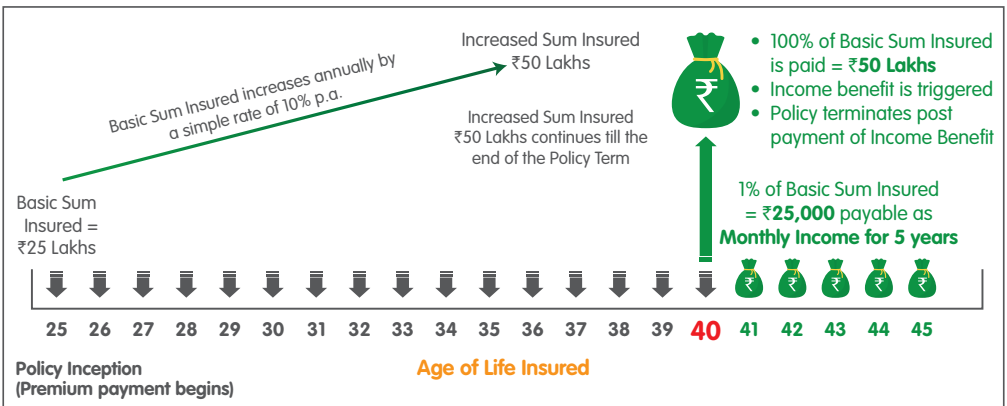 Basic Sum Insured increases annually by
a simple rate of 10% p.a.
Increased Sum Insured
₹50 Lakhs
Increased Sum Insured
₹50 Lakhs continues till the
end of the Policy Term
₹
• 100% of Basic Sum Insured
is paid = ₹50 Lakhs
• Income benefit is triggered
• Policy terminates post
payment of Income Benefit
Basic Sum
Insured =
₹25 Lakhs
1% of Basic Sum Insured
= ₹25,000 payable as
Monthly Income for 5 years
₹ ₹ ₹ ₹ ₹
25 26 27 28 29 30 31 32 33 34 35 36 37 38 39 40 41 42 43 44 45
Policy Inception
(Premium payment begins)
Age of Life Insured